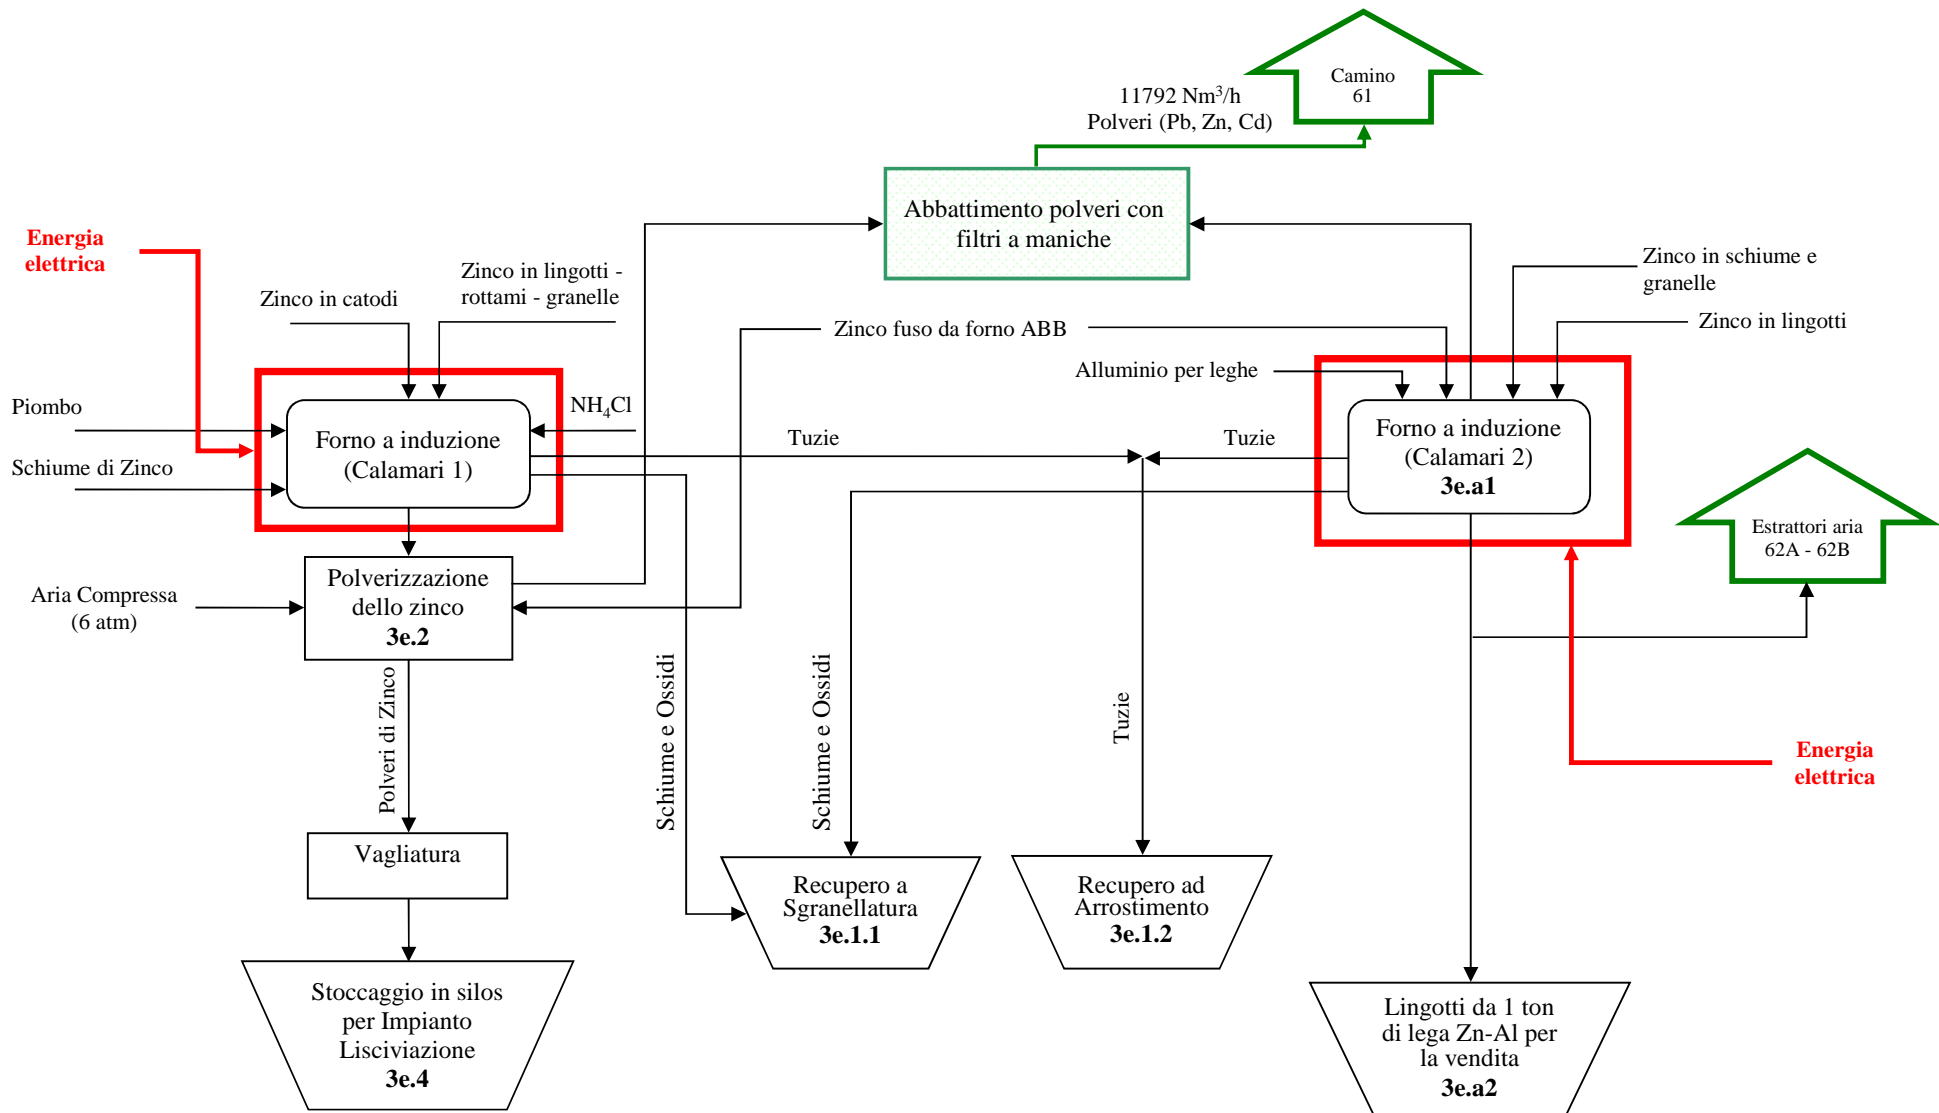 Camino
61
11792 Nm³/h
Polveri (Pb, Zn, Cd)
Abbattimento polveri con
filtri a maniche
Energia
elettrica
Zinco in catodi
Zinco in lingotti -
rottami - granelle
Zinco in schiume e
granelle
Zinco fuso da forno ABB
Zinco in lingotti
Alluminio per leghe
Piombo
NH₄Cl
Forno a induzione
(Calamari 1)
Schiume di Zinco
Tuzie
Tuzie
Forno a induzione
(Calamari 2)
3e.a1
Estrattori aria
62A - 62B
Aria Compressa
(6 atm)
Polverizzazione
dello zinco
3e.2
Polveri di Zinco
Schiume e Ossidi
Schiume e Ossidi
Tuzie
Energia
elettrica
Vagliatura
Recupero a
Sgranellatura
3e.1.1
Recupero ad
Arrostimento
3e.1.2
Stoccaggio in silos
per Impianto
Lisciviazione
3e.4
Lingotti da 1 ton
di lega Zn-Al per
la vendita
3e.a2